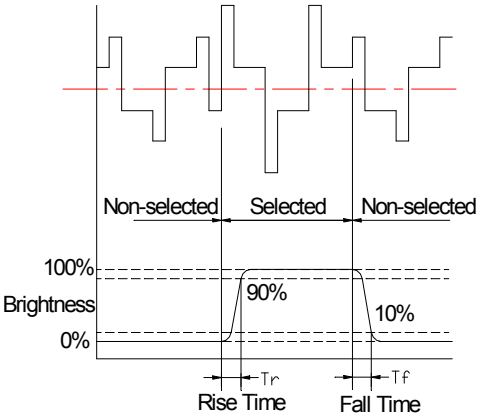 Non-selected Selected Non-selected
100%
90%
Brightness
10%
0%
Tr Tf
Rise Time Fall Time